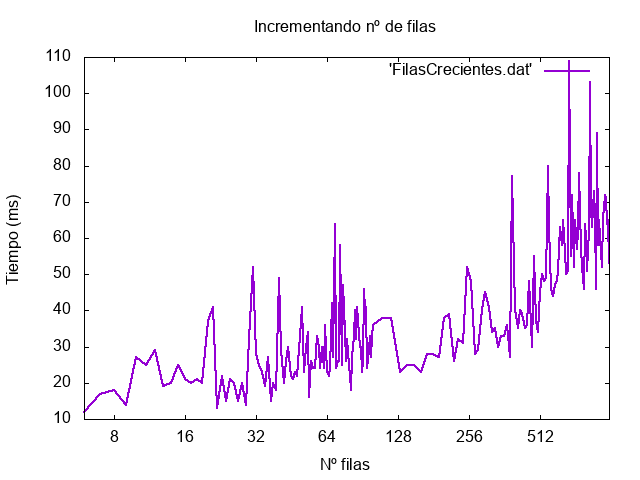 Incrementando nº de filas
110
'FilasCrecientes.dat'
100
90
80
70
60
50
40
30
20
10
Tiempo (ms)
8 16 32 64 128 256 512
Nº filas